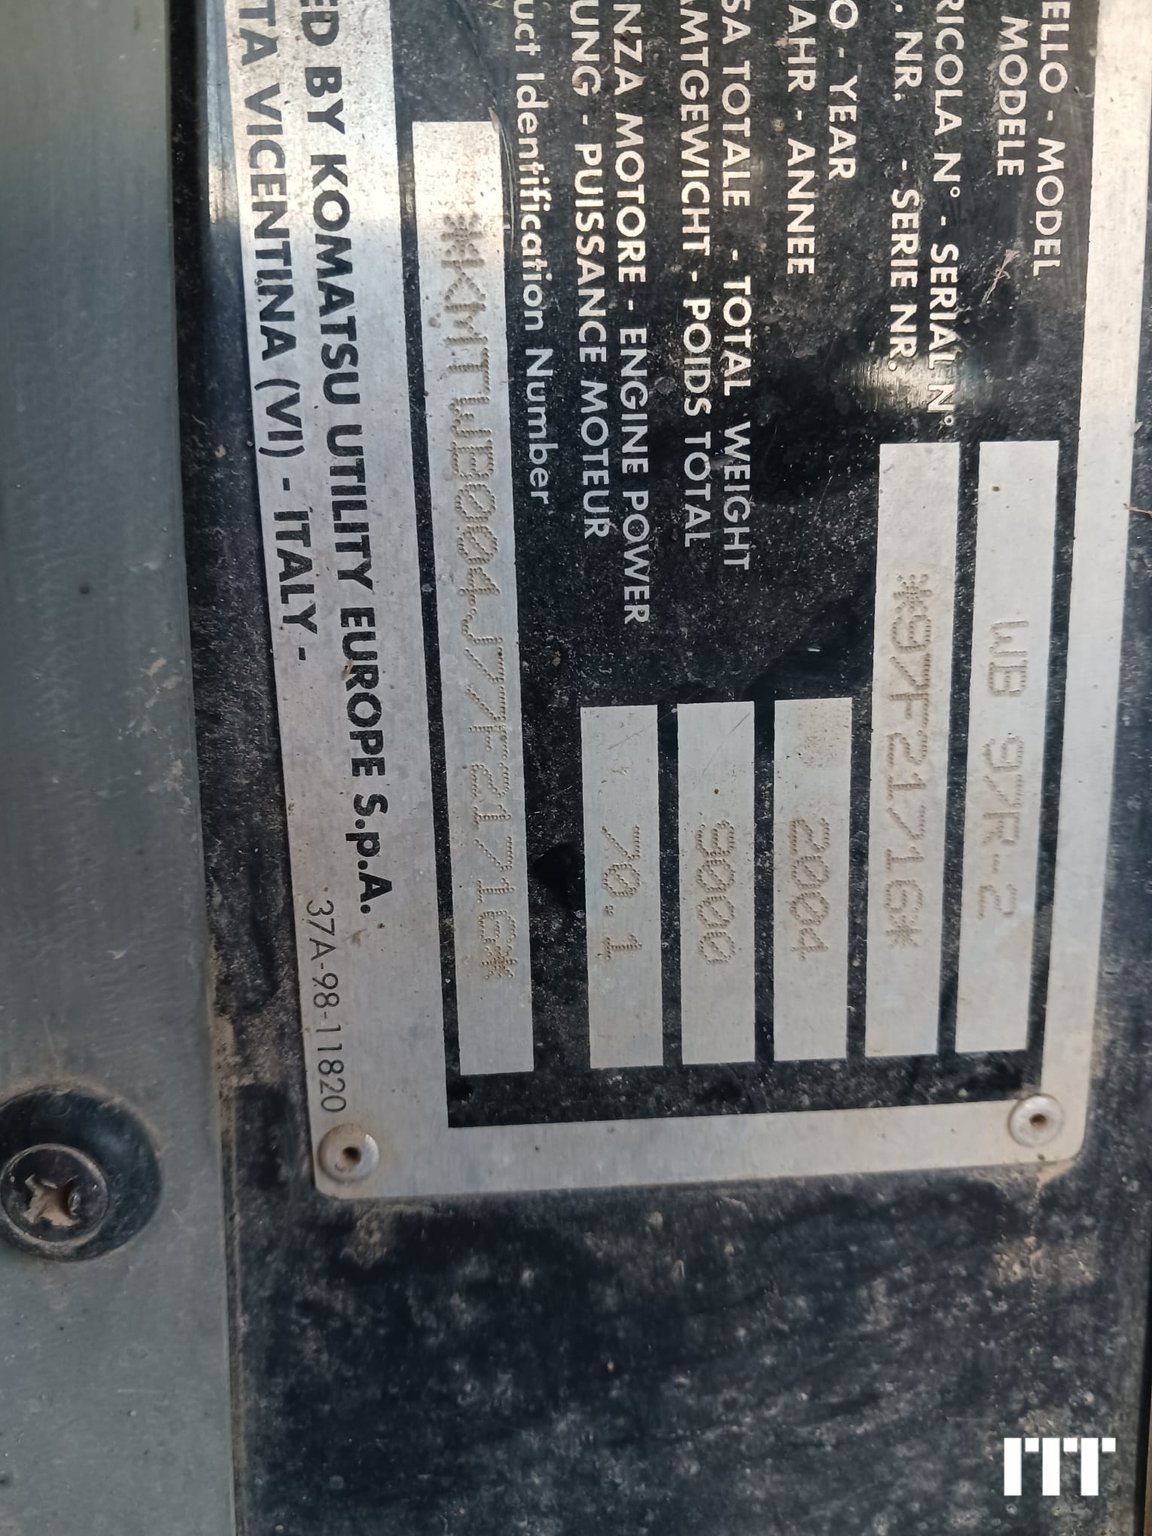 ELLO - MODEL
MODELE
WB 97R-2
RICOLA N° - SERIAL N°
. NR. - SERIE NR.
*97F21716*
O - YEAR
AHR - ANNEE
2004
SA TOTALE - TOTAL WEIGHT
AMTGEWICHT - POIDS TOTAL
9000
NZA MOTORE - ENGINE POWER
UNG - PUISSANCE MOTEUR
70.1
uct Identification Number
*KMTWB004J77F21716*
ED BY KOMATSU UTILITY EUROPE S.p.A.
TA VICENTINA (VI) - ITALY -
37A-98-11820